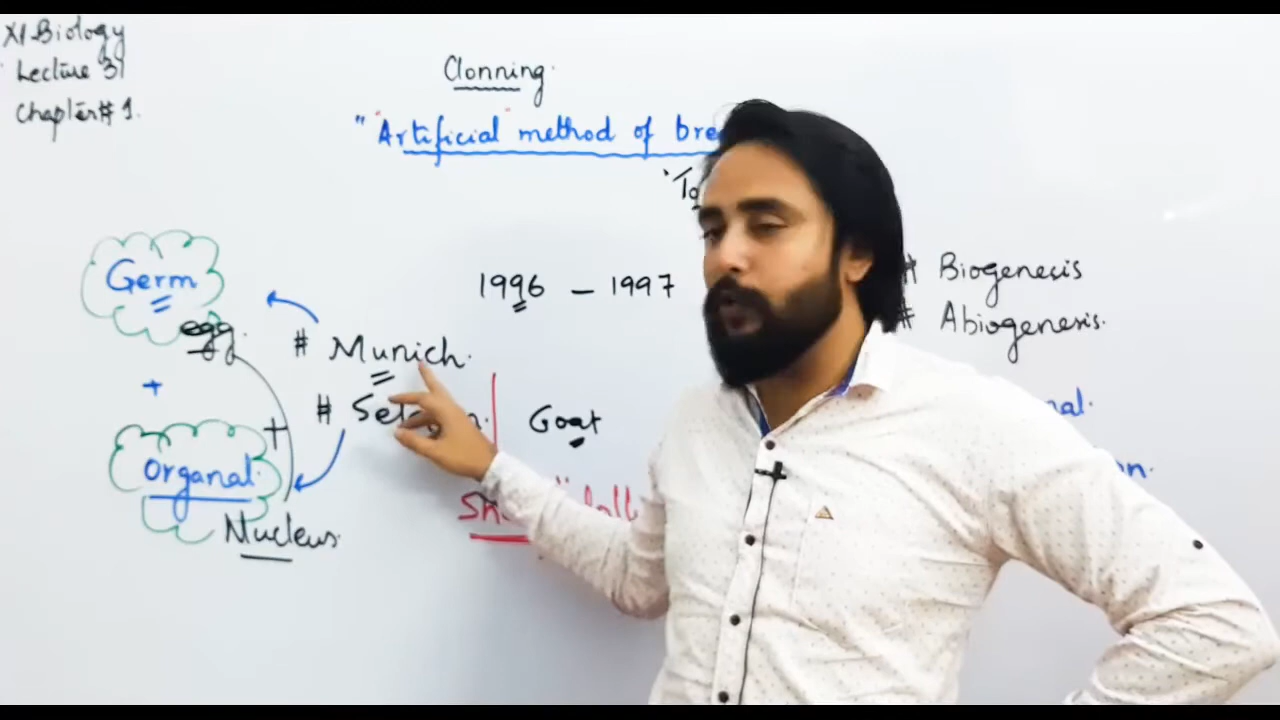 XI Biology
Lecture 31
Chapter# 1.
Clonning
" "Artificial" method of
1996 – 1997
# Biogenesis
# Abiogenesis.
Germ
egg.
# Munich.
+
+
#
Goat
Organal.
Nucleus.